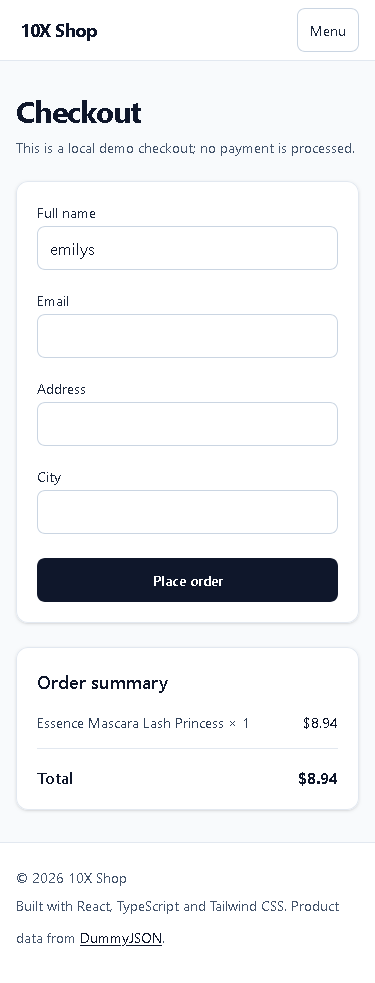 10X Shop
Menu
Checkout
This is a local demo checkout; no payment is processed.
Full name
emilys
Email
Address
City
Place order
Order summary
Essence Mascara Lash Princess × 1 $8.94
Total $8.94
© 2026 10X Shop
Built with React, TypeScript and Tailwind CSS. Product
data from DummyJSON.